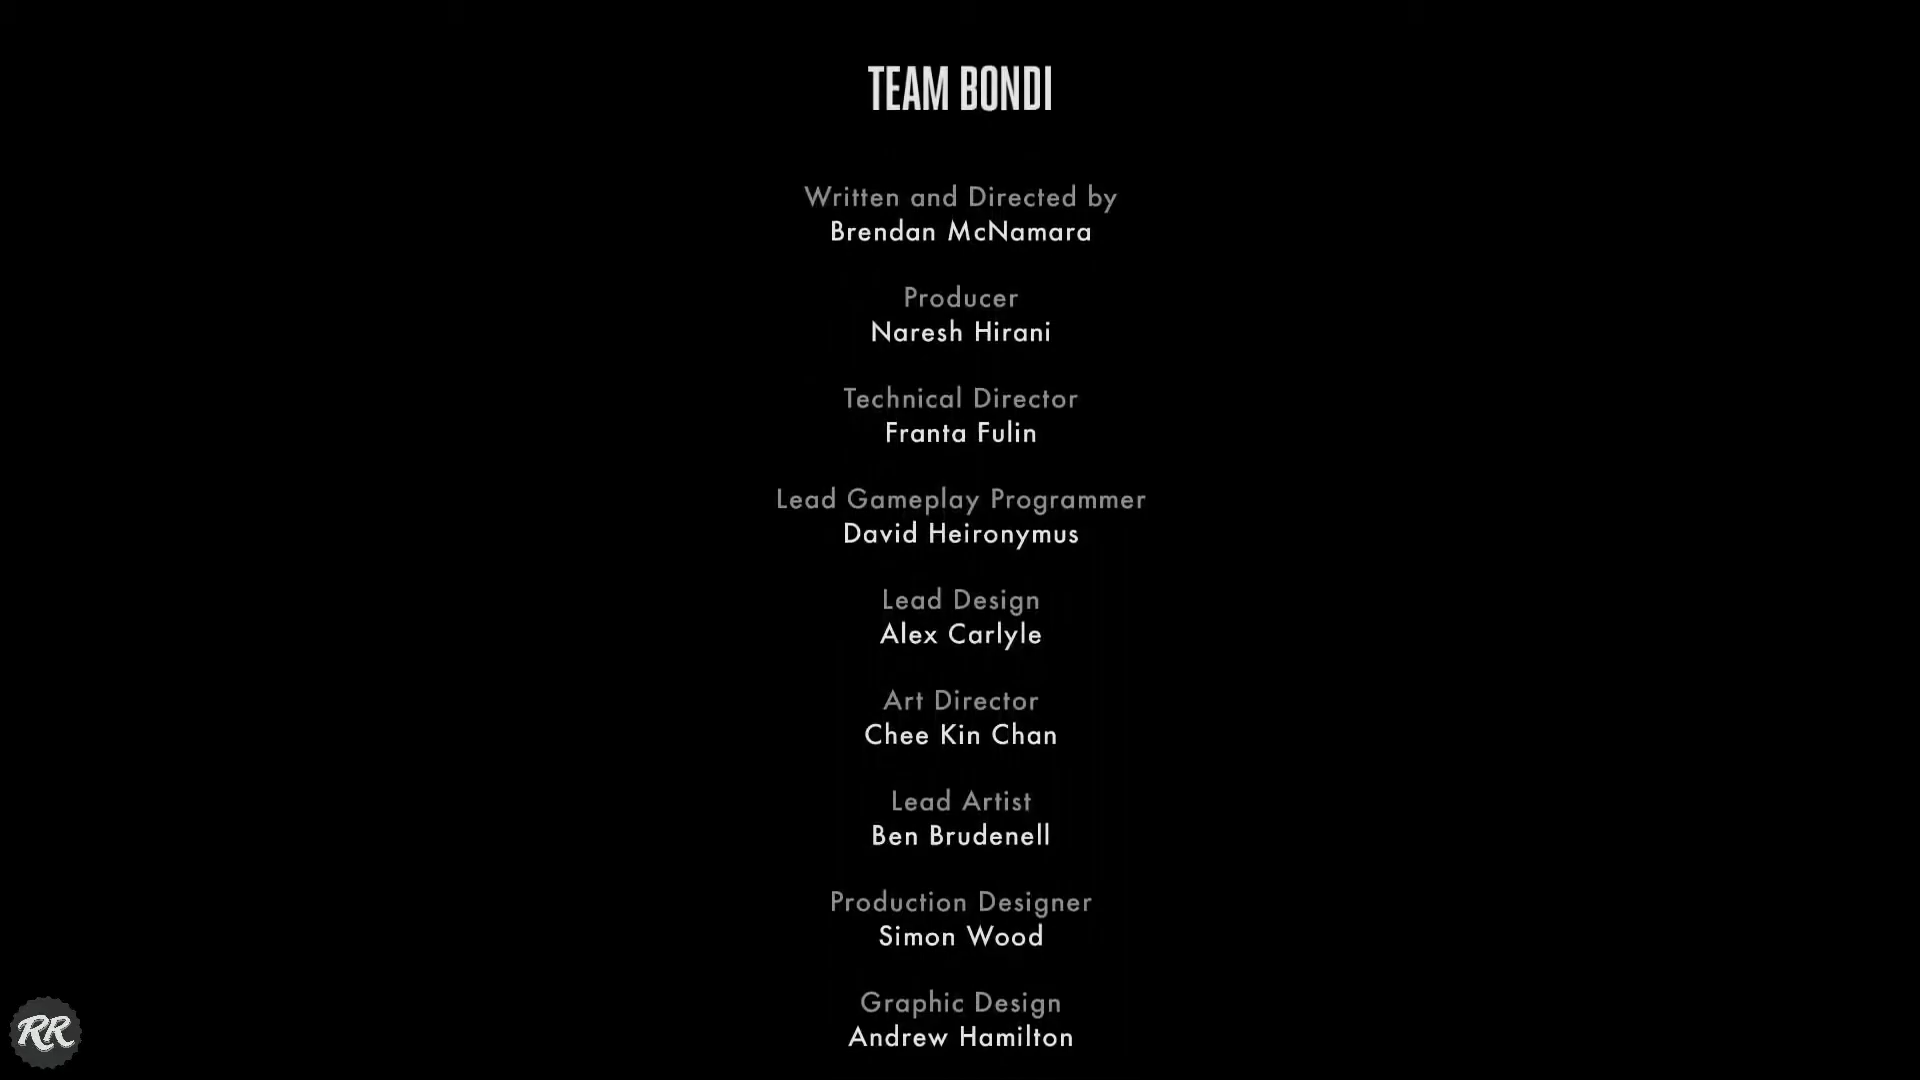 TEAM BONDI
Written and Directed by
Brendan McNamara
Producer
Naresh Hirani
Technical Director
Franta Fulin
Lead Gameplay Programmer
David Heironymus
Lead Design
Alex Carlyle
Art Director
Chee Kin Chan
Lead Artist
Ben Brudenell
Production Designer
Simon Wood
Graphic Design
Andrew Hamilton
RR